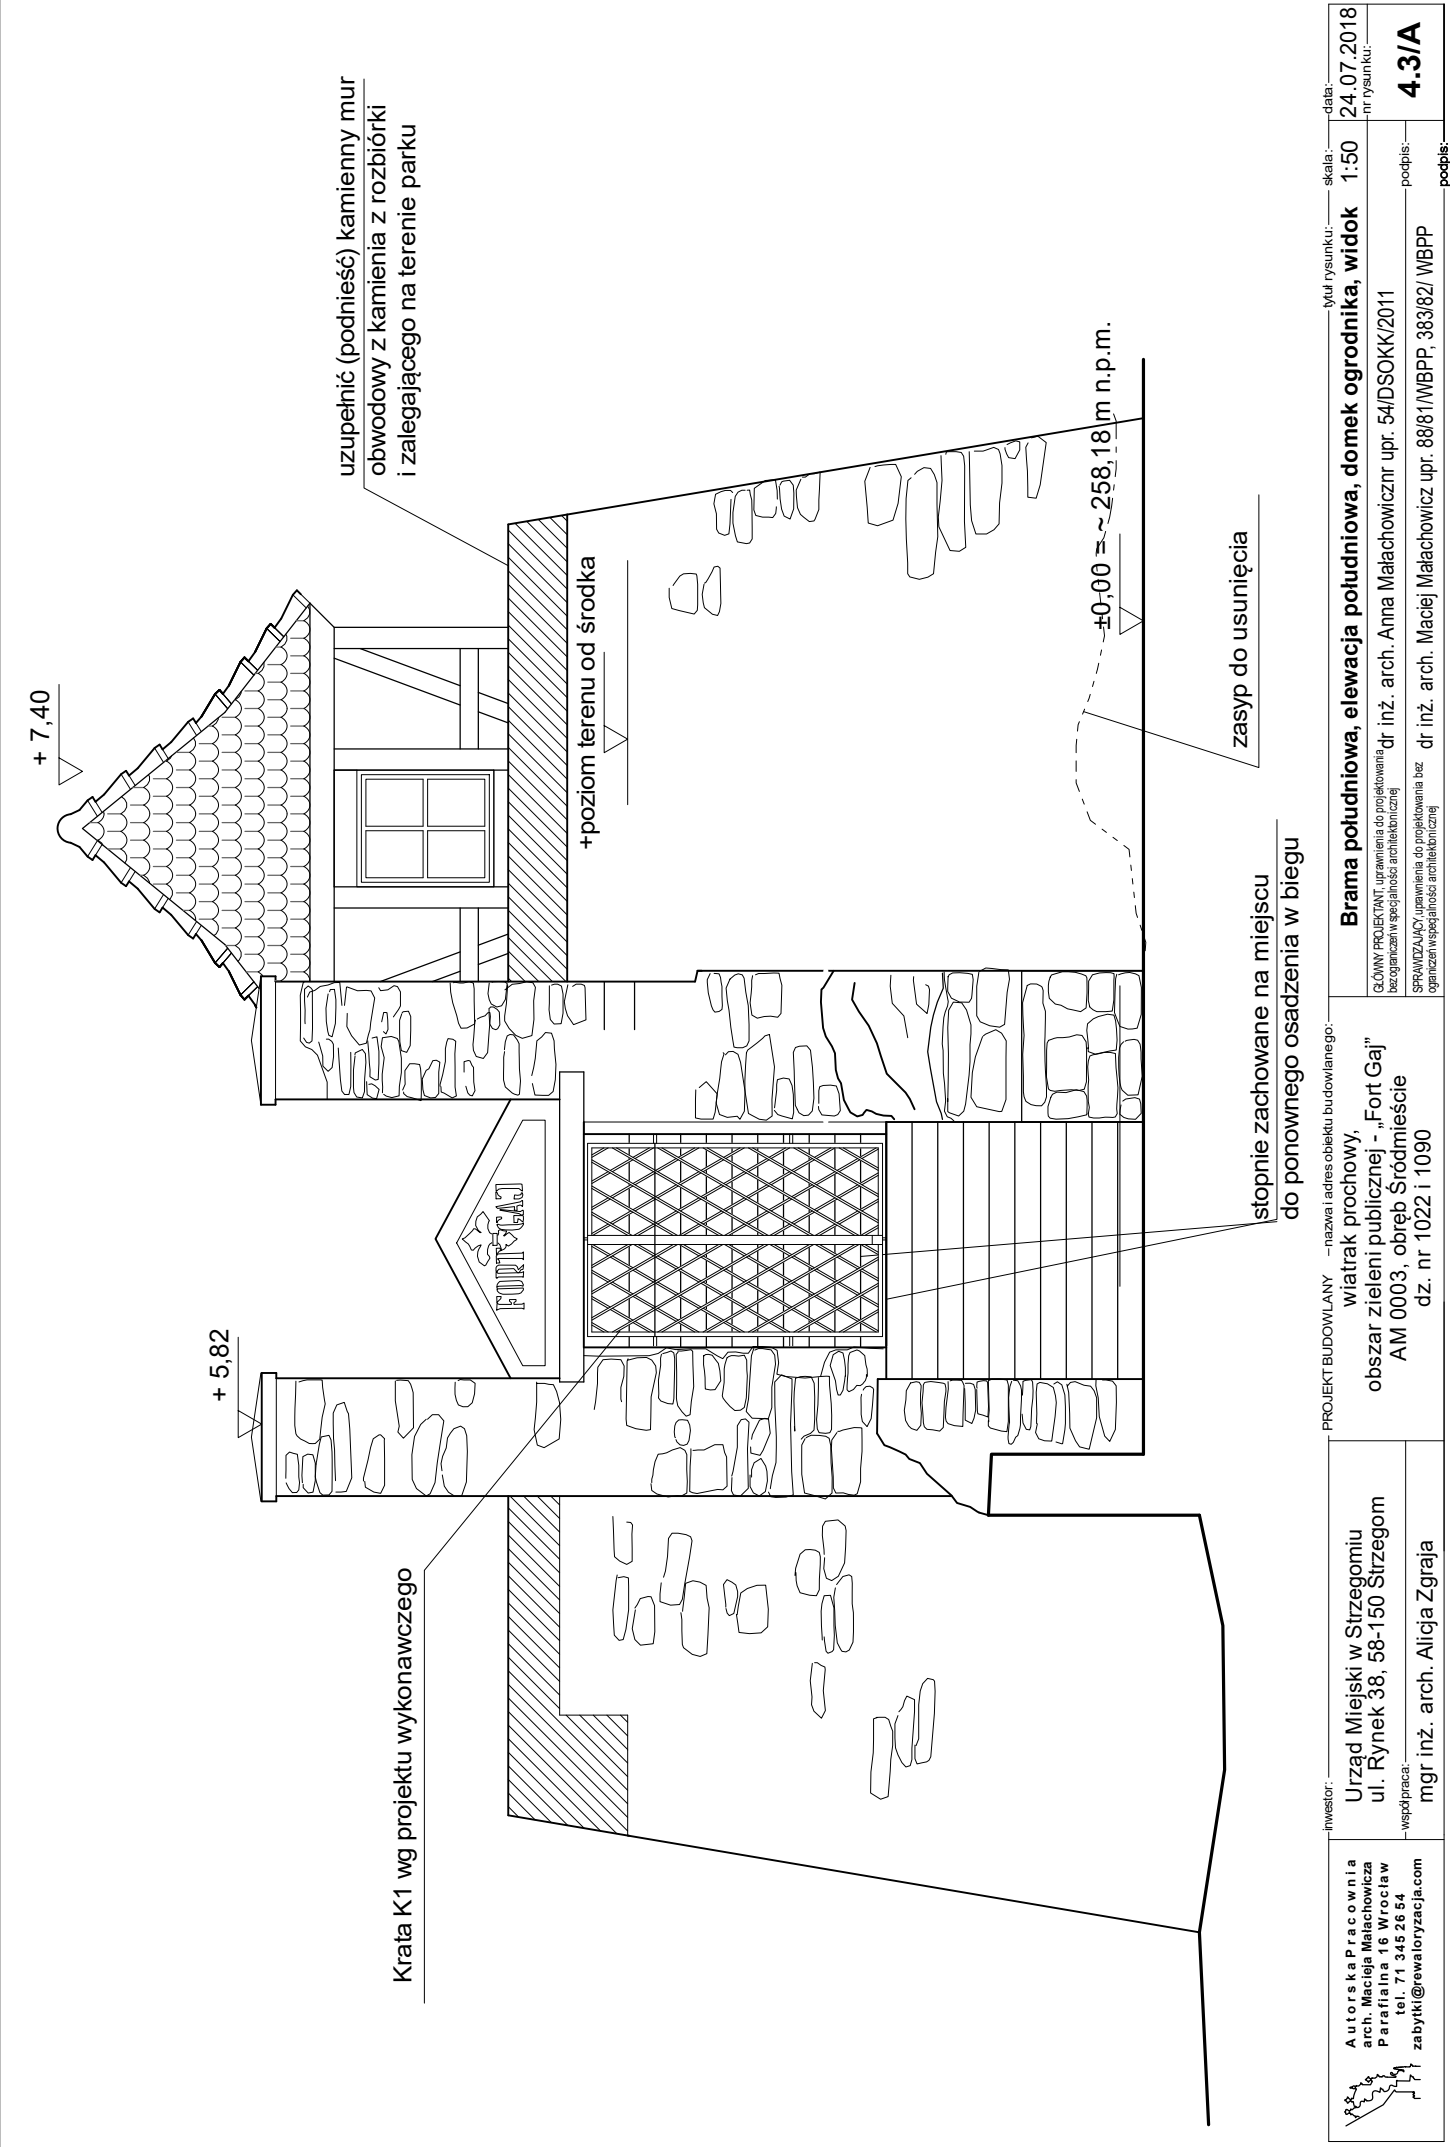 + 7,40
uzupełnić (podnieść) kamienny mur
obwodowy z kamienia z rozbiórki
i zalegającego na terenie parku
+ 5,82
Krata K1 wg projektu wykonawczego
FORT GAJ
+poziom terenu od środka
±0,00 = ~ 258,18 m n.p.m.
zasyp do usunięcia
stopnie zachowane na miejscu
do ponownego osadzenia w biegu
Autorska Pracownia
arch. Macieja Małachowicza
Parafialna 16 Wrocław
tel. 71 345 26 54
zabytki@rewaloryzacja.com
inwestor:
Urząd Miejski w Strzegomiu
ul. Rynek 38, 58-150 Strzegom
współpraca:
mgr inż. arch. Alicja Zgraja
PROJEKT BUDOWLANY
nazwa i adres obiektu budowlanego:
wiatrak prochowy,
obszar zieleni publicznej - „Fort Gaj”
AM 0003, obręb Śródmieście
dz. nr 1022 i 1090
tytuł rysunku:
Brama południowa, elewacja południowa, domek ogrodnika, widok
skala:
1:50
data:
24.07.2018
nr rysunku:
4.3/A
GŁÓWNY PROJEKTANT, uprawnienia do projektowania
bez ograniczeń w specjalności architektonicznej
dr inż. arch. Anna Małachowicznr upr. 54/DSOKK/2011
podpis:
SPRAWDZAJĄCY, uprawnienia do projektowania bez
ograniczeń w specjalności architektonicznej
dr inż. arch. Maciej Małachowicz upr. 88/81/WBPP, 383/82/ WBPP
podpis: